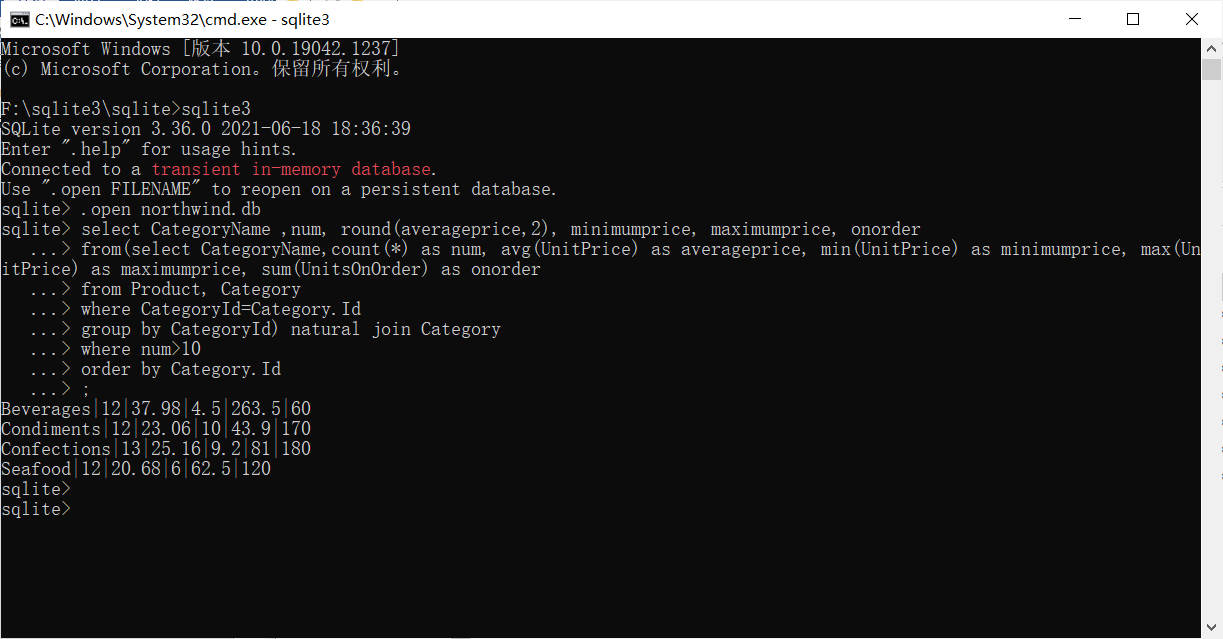 C:\Windows\System32\cmd.exe - sqlite3
Microsoft Windows [版本 10.0.19042.1237]
(c) Microsoft Corporation。保留所有权利。
F:\sqlite3\sqlite>sqlite3
SQLite version 3.36.0 2021-06-18 18:36:39
Enter ".help" for usage hints.
Connected to a transient in-memory database.
Use ".open FILENAME" to reopen on a persistent database.
sqlite> .open northwind.db
sqlite> select CategoryName ,num, round(averageprice,2), minimumprice, maximumprice, onorder
   ...> from(select CategoryName,count(*) as num, avg(UnitPrice) as averageprice, min(UnitPrice) as minimumprice, max(Un
itPrice) as maximumprice, sum(UnitsOnOrder) as onorder
   ...> from Product, Category
   ...> where CategoryId=Category.Id
   ...> group by CategoryId) natural join Category
   ...> where num>10
   ...> order by Category.Id
   ...> ;
Beverages|12|37.98|4.5|263.5|60
Condiments|12|23.06|10|43.9|170
Confections|13|25.16|9.2|81|180
Seafood|12|20.68|6|62.5|120
sqlite>
sqlite>